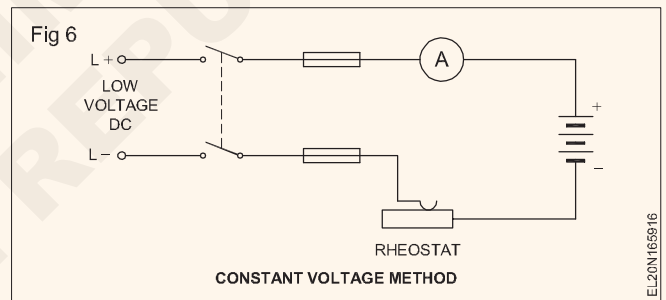 Fig 6
L +
LOW
VOLTAGE
DC
L –
A
+
–
RHEOSTAT
CONSTANT VOLTAGE METHOD
EL20N165916